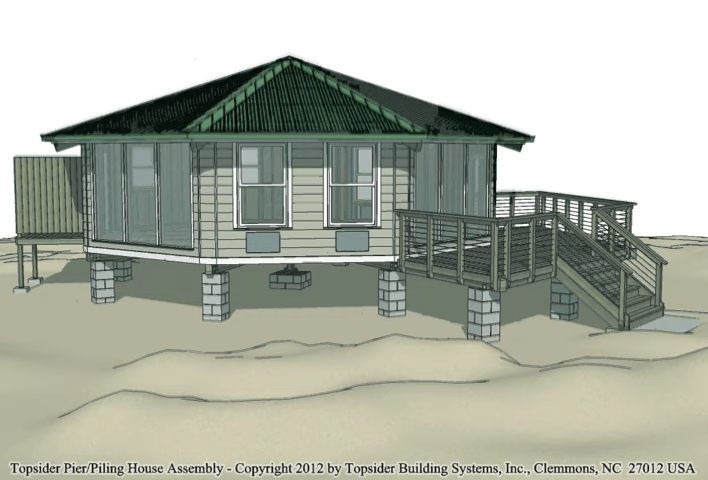 Topsider Pier/Piling House Assembly - Copyright 2012 by Topsider Building Systems, Inc., Clemmons, NC 27012 USA